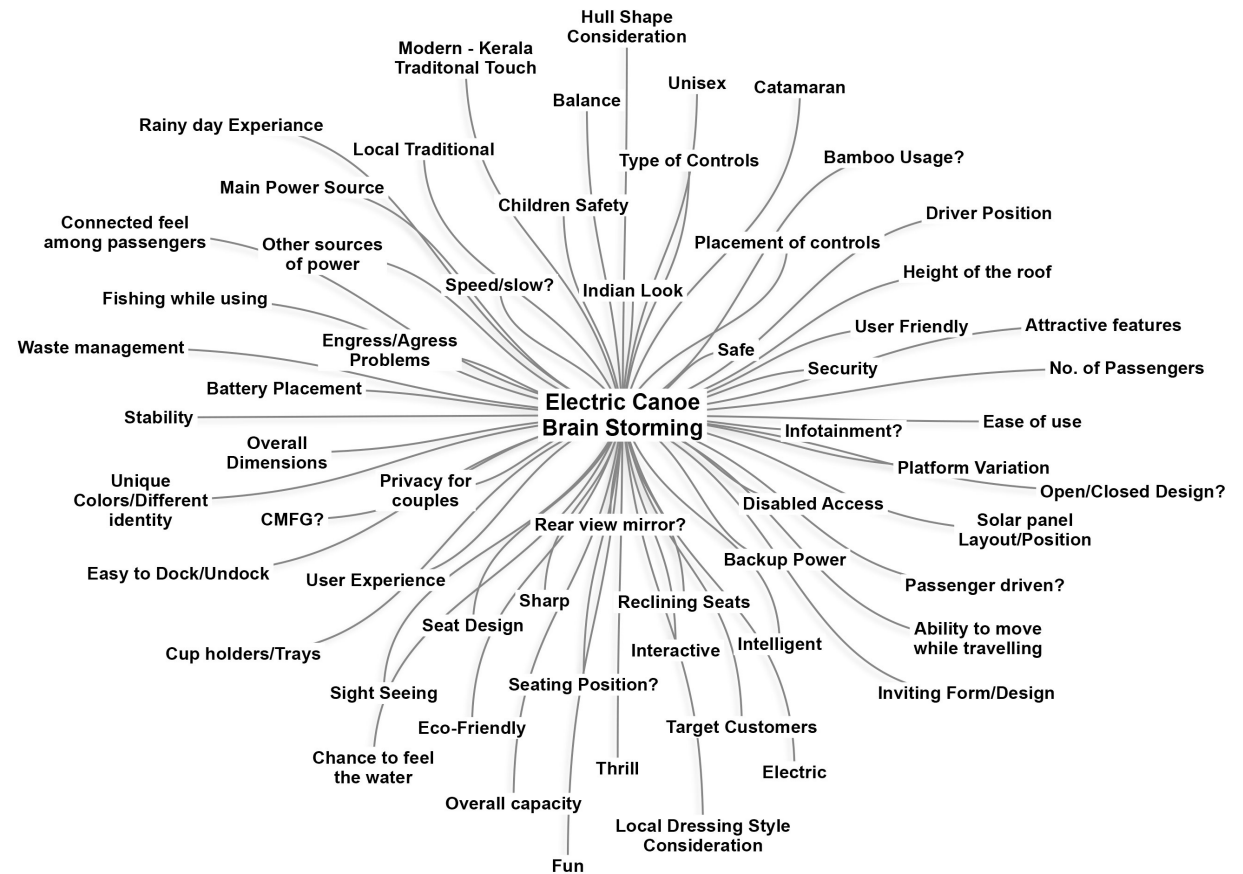 Hull Shape
Consideration
Modern - Kerala
Traditonal Touch
Unisex
Catamaran
Balance
Rainy day Experiance
Local Traditional
Type of Controls
Bamboo Usage?
Main Power Source
Children Safety
Driver Position
Connected feel
among passengers
Other sources
of power
Placement of controls
Height of the roof
Speed/slow?
Indian Look
Fishing while using
User Friendly
Attractive features
Waste management
Engress/Agress
Problems
Safe
Security
No. of Passengers
Battery Placement
Electric Canoe
Brain Storming
Stability
Ease of use
Infotainment?
Overall
Dimensions
Platform Variation
Unique
Colors/Different
identity
Privacy for
couples
Open/Closed Design?
Disabled Access
CMFG?
Rear view mirror?
Solar panel
Layout/Position
Backup Power
Easy to Dock/Undock
User Experience
Passenger driven?
Sharp
Reclining Seats
Seat Design
Ability to move
while travelling
Cup holders/Trays
Interactive
Intelligent
Sight Seeing
Seating Position?
Inviting Form/Design
Eco-Friendly
Target Customers
Chance to feel
the water
Thrill
Electric
Overall capacity
Local Dressing Style
Consideration
Fun